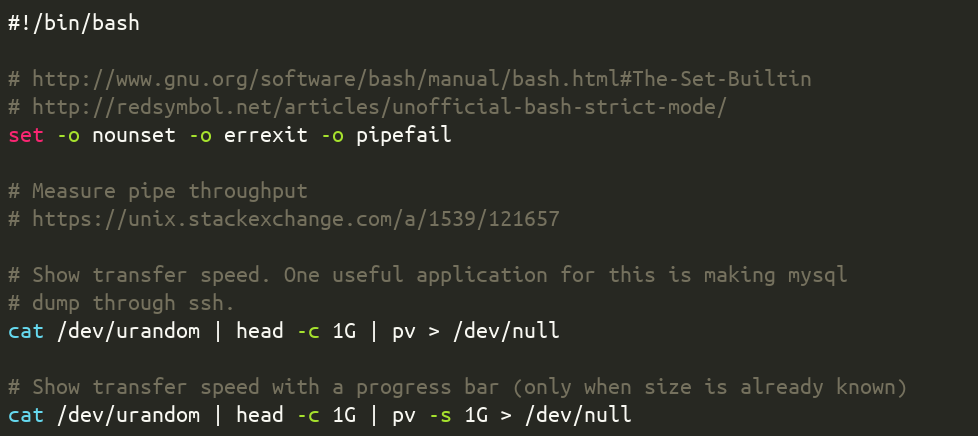 #!/bin/bash
# http://www.gnu.org/software/bash/manual/bash.html#The-Set-Builtin
# http://redsymbol.net/articles/unofficial-bash-strict-mode/
set -o nounset -o errexit -o pipefail
# Measure pipe throughput
# https://unix.stackexchange.com/a/1539/121657
# Show transfer speed. One useful application for this is making mysql
# dump through ssh.
cat /dev/urandom | head -c 1G | pv > /dev/null
# Show transfer speed with a progress bar (only when size is already known)
cat /dev/urandom | head -c 1G | pv -s 1G > /dev/null